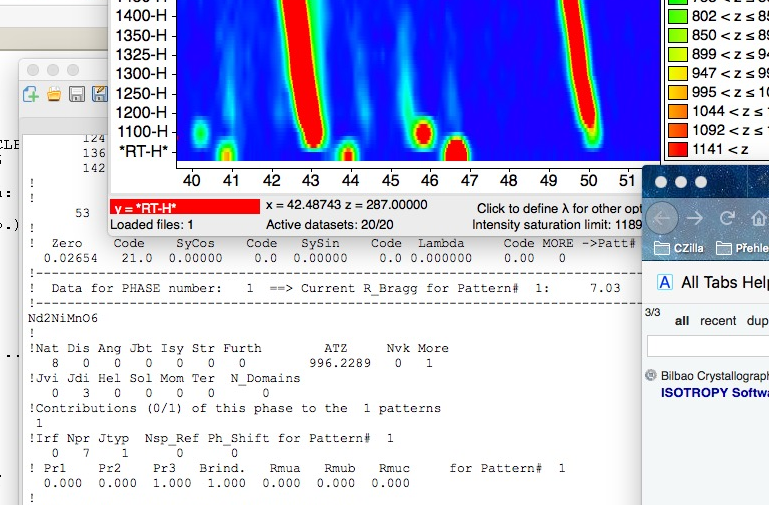 1400-H
1350-H
1325-H
1300-H
1250-H
1200-H
1100-H
*RT-H*
40 41 42 43 44 45 46 47 48 49 50 51
802 < z ≤
850 < z ≤
899 < z ≤
947 < z ≤
995 < z ≤
1044 < z ≤
1092 < z ≤
1141 < z
y = *RT-H*
x = 42.48743 z = 287.00000
Click to define λ for other opt
Loaded files: 1
Active datasets: 20/20
Intensity saturation limit: 1189
124
136
142
!
!
!
53
!
! Zero Code SyCos Code SySin Code Lambda Code MORE ->Patt#
0.02654 21.0 0.00000 0.0 0.00000 0.0 0.000000 0.00 0
!-------------------------------------------------------------------------------
! Data for PHASE number: 1 ==> Current R_Bragg for Pattern# 1: 7.03
!-------------------------------------------------------------------------------
Nd2NiMnO6
!
!Nat Dis Ang Jbt Isy Str Furth ATZ Nvk More
8 0 0 0 0 0 0 996.2289 0 1
!Jvi Jdi Hel Sol Mom Ter N_Domains
0 3 0 0 0 0 0
!Contributions (0/1) of this phase to the 1 patterns
1
!Irf Npr Jtyp Nsp_Ref Ph_Shift for Pattern# 1
0 7 1 0 0
! Pr1 Pr2 Pr3 Brind. Rmua Rmub Rmuc for Pattern# 1
0.000 0.000 1.000 1.000 0.000 0.000 0.000
!
CZilla
Přehle
All Tabs Help
3/3
all recent dup
Bilbao Crystallograph
ISOTROPY Softwa